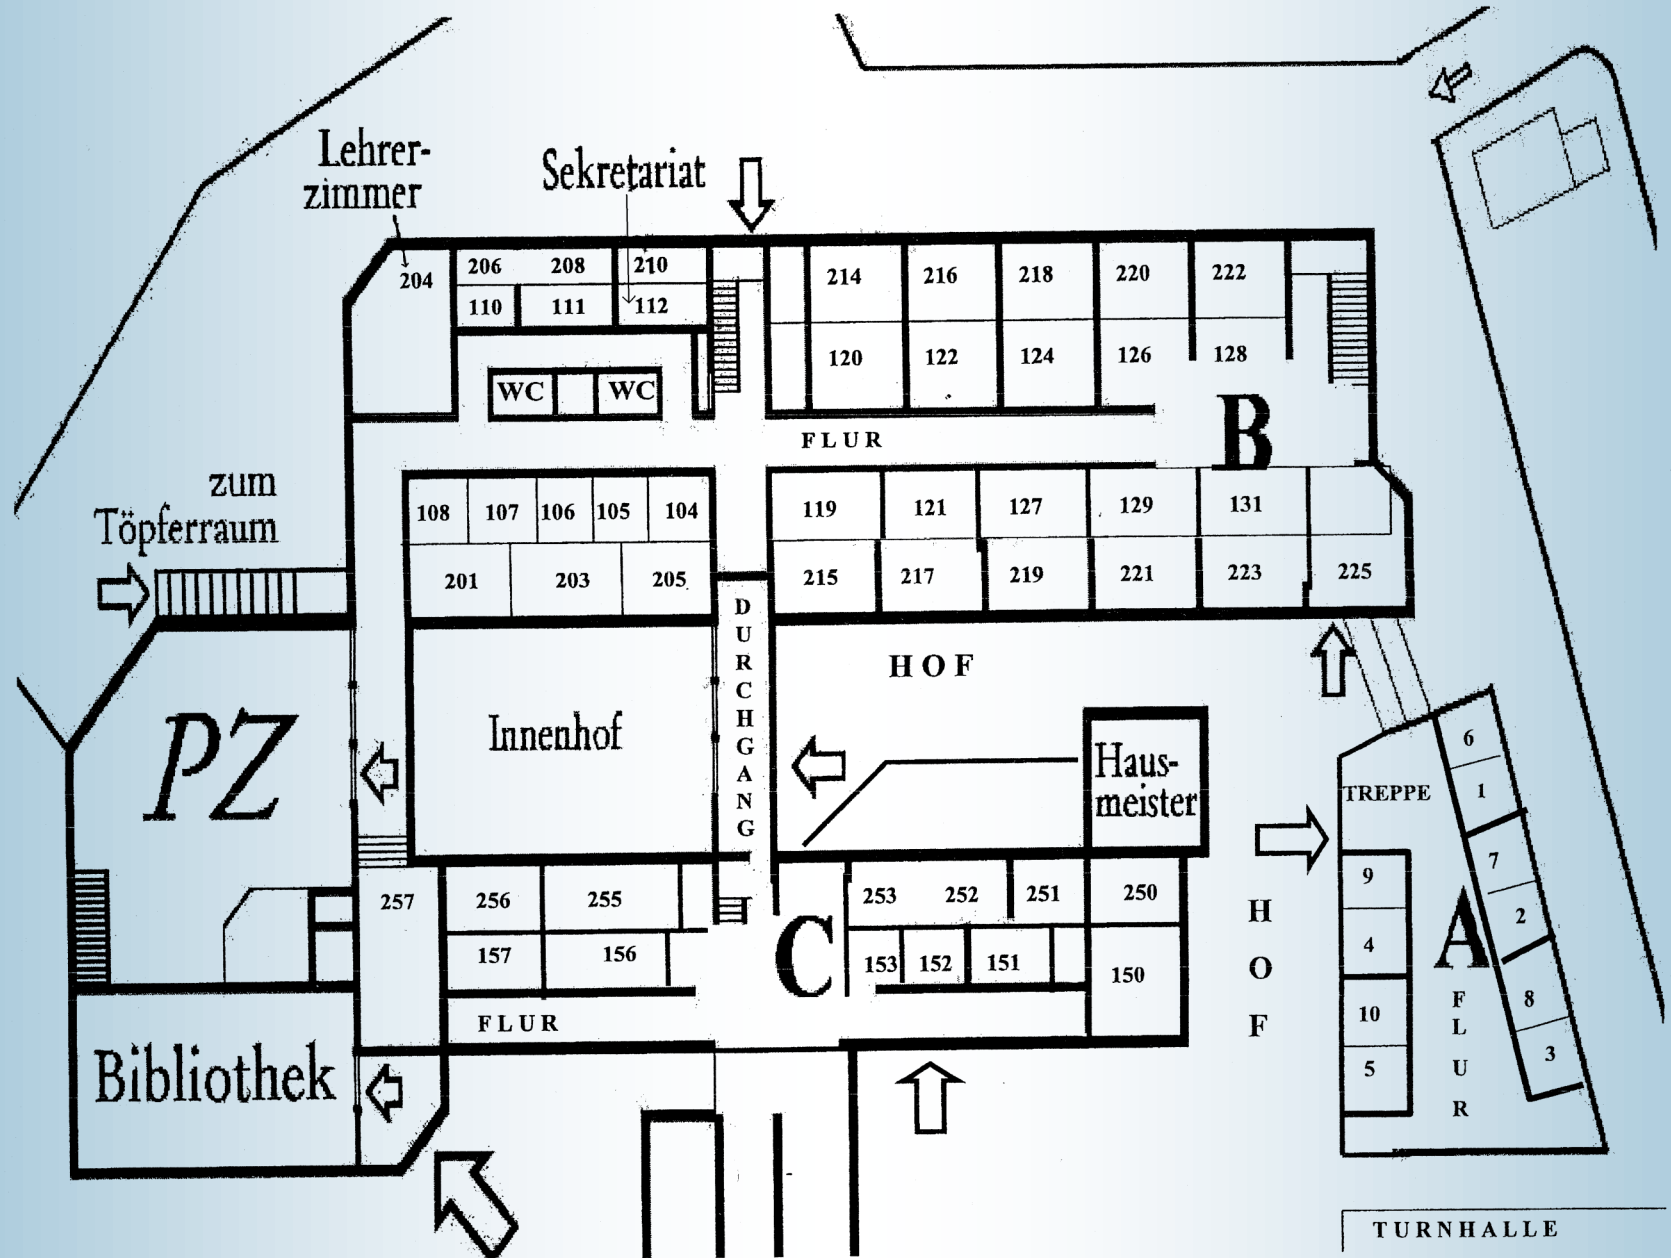 Lehrer-
zimmer
Sekretariat
204
206 208 210
110 111 112
214 216 218 220 222
120 122 124 126 128
WC WC
FLUR
B
zum
Töpferraum
108 107 106 105 104
201 203 205
119 121 127 129 131
215 217 219 221 223 225
DURCHGANG
HOF
PZ
Innenhof
Haus-
meister
TREPPE
6
1
7
2
8
3
9
4
10
5
A
FLUR
HOF
257
256 255
157 156
C
253 252 251 250
153 152 151 150
FLUR
Bibliothek
TURNHALLE